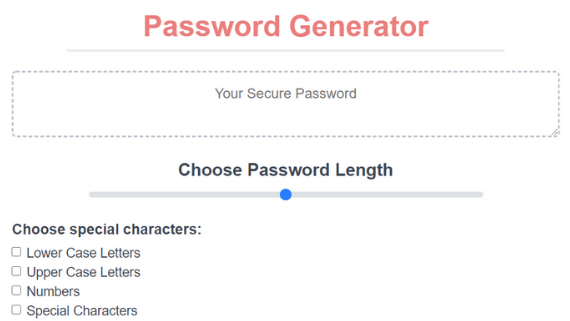 Password Generator
Your Secure Password
Choose Password Length
Choose special characters:
Lower Case Letters
Upper Case Letters
Numbers
Special Characters